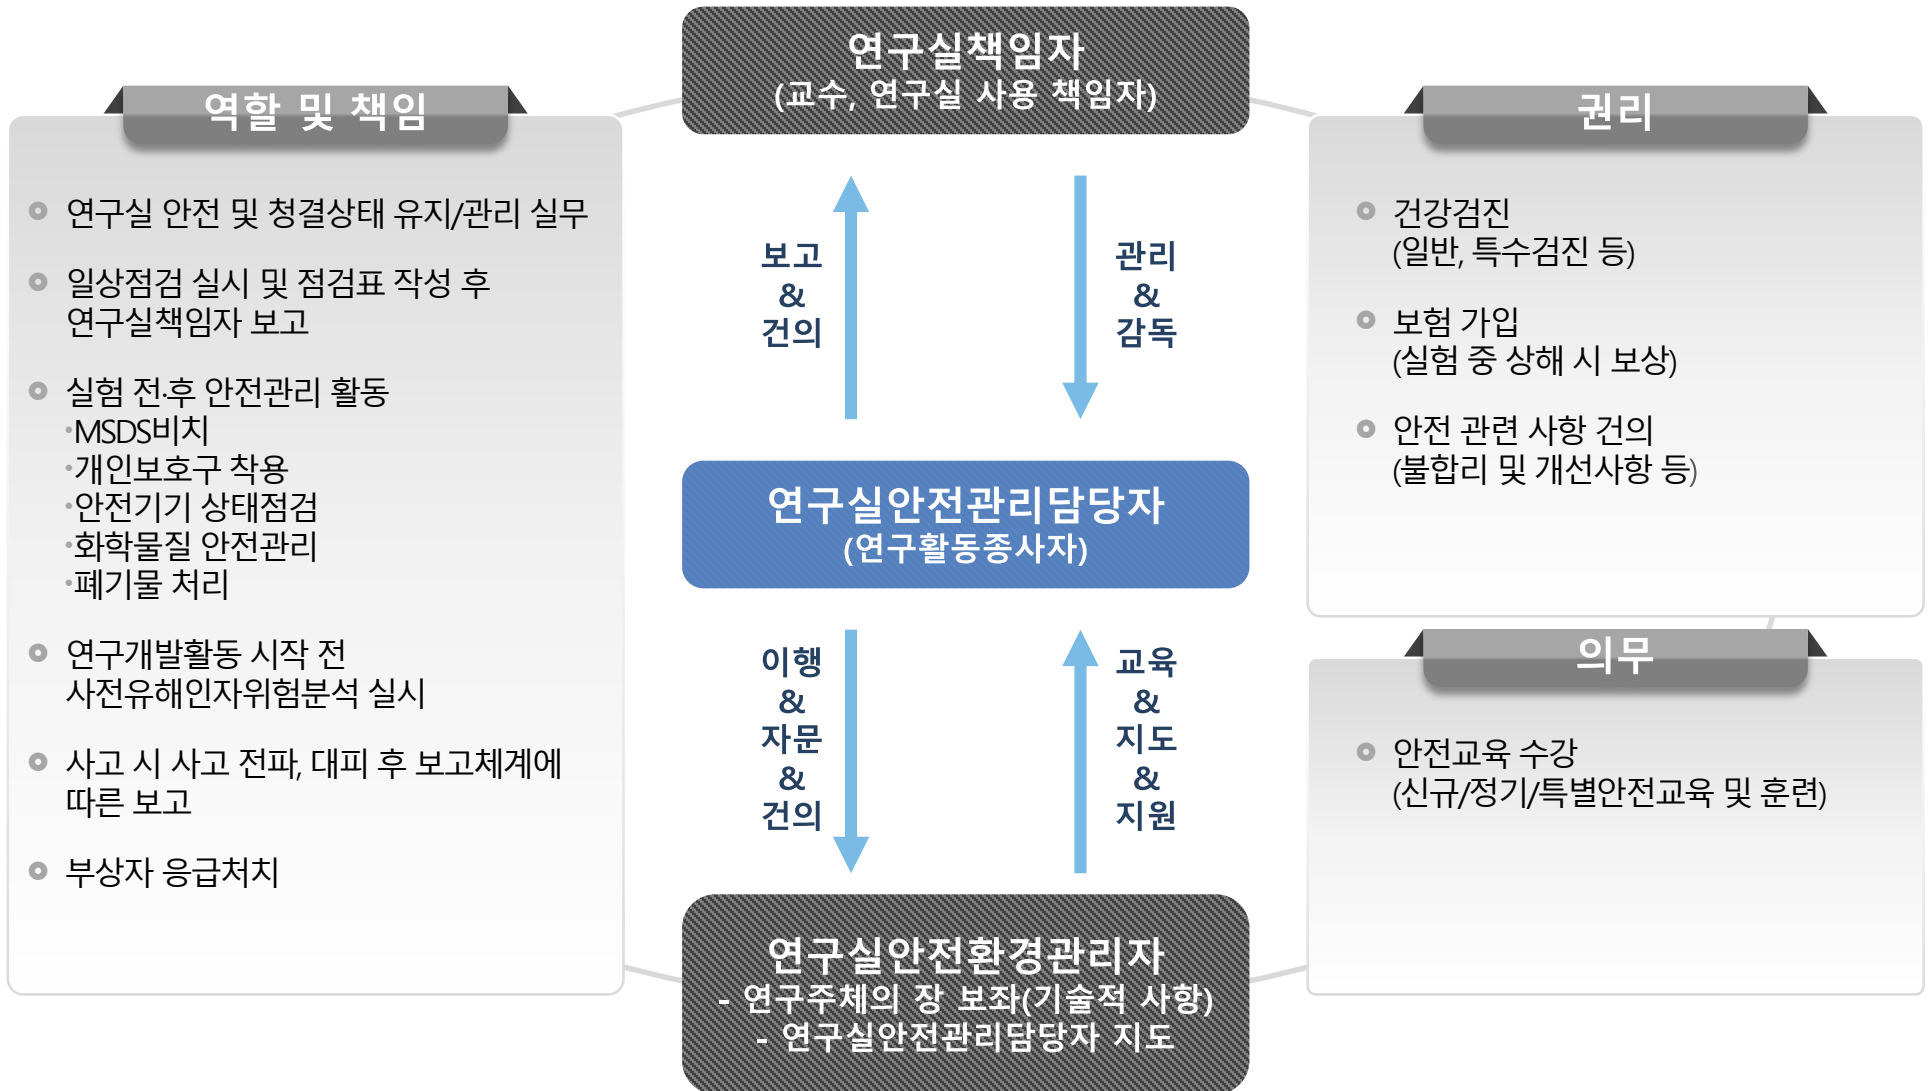 연구실책임자
(교수, 연구실 사용 책임자)
역할 및 책임
연구실 안전 및 청결상태 유지/관리 실무
일상점검 실시 및 점검표 작성 후
연구실책임자 보고
실험 전·후 안전관리 활동
·MSDS비치
·개인보호구 착용
·안전기기 상태점검
·화학물질 안전관리
·폐기물 처리
연구개발활동 시작 전
사전유해인자위험분석 실시
사고 시 사고 전파, 대피 후 보고체계에
따른 보고
부상자 응급처치
보고
&
건의
관리
&
감독
연구실안전관리담당자
(연구활동종사자)
이행
&
자문
&
건의
교육
&
지도
&
지원
연구실안전환경관리자
- 연구주체의 장 보좌(기술적 사항)
- 연구실안전관리담당자 지도
권리
건강검진
(일반, 특수검진 등)
보험 가입
(실험 중 상해 시 보상)
안전 관련 사항 건의
(불합리 및 개선사항 등)
의무
안전교육 수강
(신규/정기/특별안전교육 및 훈련)